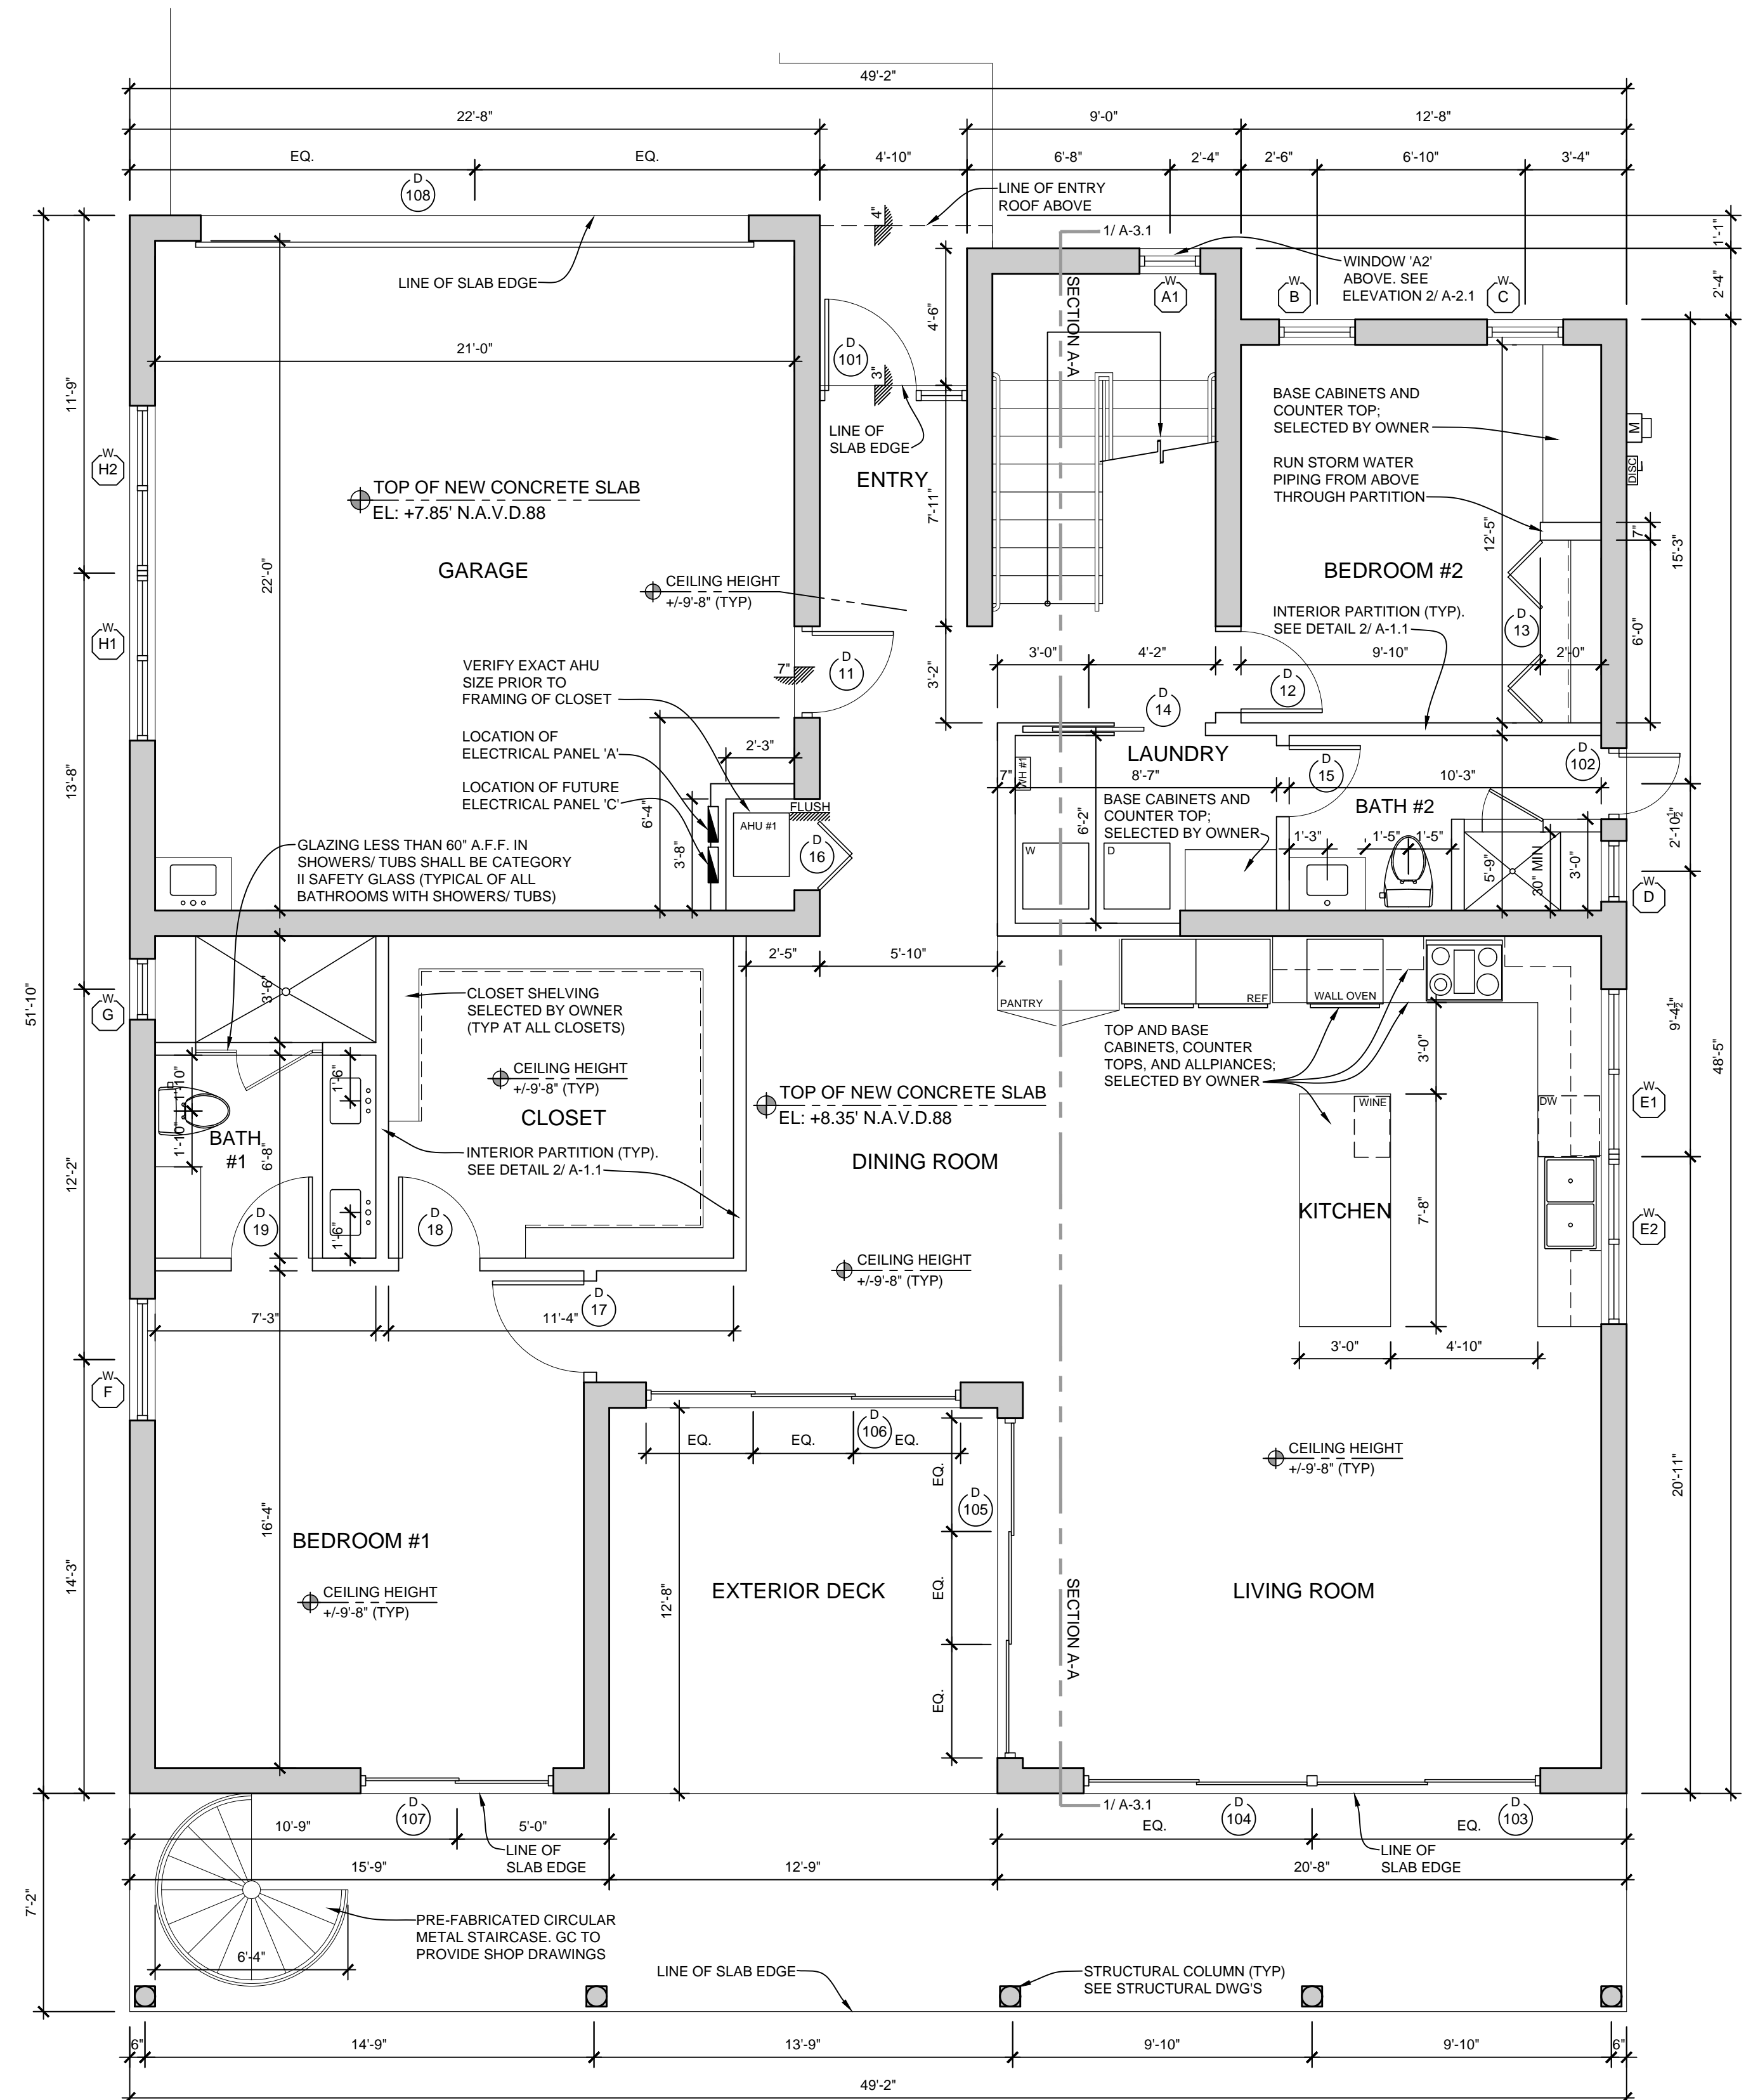 49'-2"
22'-8"
9'-0"
12'-8"
EQ.
EQ.
4'-10"
6'-8"
2'-4"
2'-6"
6'-10"
3'-4"
D
108
LINE OF ENTRY
ROOF ABOVE
4"
1/ A-3.1
1'-1"
LINE OF SLAB EDGE
WINDOW 'A2'
ABOVE. SEE
ELEVATION 2/ A-2.1
W
A1
W
B
W
C
2'-4"
SECTION A-A
4'-6"
21'-0"
D
101
3"
11'-9"
LINE OF
SLAB EDGE
ENTRY
BASE CABINETS AND
COUNTER TOP;
SELECTED BY OWNER
M
DISC
W
H2
RUN STORM WATER
PIPING FROM ABOVE
THROUGH PARTITION
TOP OF NEW CONCRETE SLAB
EL: +7.85' N.A.V.D.88
7'-11"
12'-5"
7"
15'-3"
GARAGE
22'-0"
CEILING HEIGHT
+/-9'-8" (TYP)
BEDROOM #2
INTERIOR PARTITION (TYP).
SEE DETAIL 2/ A-1.1
D
13
6'-0"
W
H1
VERIFY EXACT AHU
SIZE PRIOR TO
FRAMING OF CLOSET
7"
D
11
3'-2"
3'-0"
4'-2"
9'-10"
2'-0"
D
12
D
14
LOCATION OF
ELECTRICAL PANEL 'A'
2'-3"
LAUNDRY
D
102
13'-8"
LOCATION OF FUTURE
ELECTRICAL PANEL 'C'
6'-4"
3'-8"
FLUSH
AHU #1
D
16
7"
WH #1
8'-7"
D
15
10'-3"
BATH #2
BASE CABINETS AND
COUNTER TOP;
SELECTED BY OWNER
6'-2"
W
D
1'-3"
1'-5"
1'-5"
5'-9"
30" MIN
3'-0"
2'-10½"
W
D
GLAZING LESS THAN 60" A.F.F. IN
SHOWERS/ TUBS SHALL BE CATEGORY
II SAFETY GLASS (TYPICAL OF ALL
BATHROOMS WITH SHOWERS/ TUBS)
2'-5"
5'-10"
51'-10"
W
G
3'-6"
CLOSET SHELVING
SELECTED BY OWNER
(TYP AT ALL CLOSETS)
PANTRY
REF
WALL OVEN
9'-4½"
48'-5"
TOP AND BASE
CABINETS, COUNTER
TOPS, AND ALLPIANCES;
SELECTED BY OWNER
3'-0"
CEILING HEIGHT
+/-9'-8" (TYP)
CLOSET
TOP OF NEW CONCRETE SLAB
EL: +8.35' N.A.V.D.88
WINE
DW
W
E1
1'-10"
1'-10"
1'-6"
BATH
#1
6'-8"
INTERIOR PARTITION (TYP).
SEE DETAIL 2/ A-1.1
DINING ROOM
12'-2"
KITCHEN
7'-8"
W
E2
D
19
1'-6"
D
18
CEILING HEIGHT
+/-9'-8" (TYP)
D
17
7'-3"
11'-4"
3'-0"
4'-10"
W
F
D
106
EQ.
EQ.
EQ.
CEILING HEIGHT
+/-9'-8" (TYP)
EQ.
D
105
20'-11"
16'-4"
BEDROOM #1
14'-3"
CEILING HEIGHT
+/-9'-8" (TYP)
12'-8"
EXTERIOR DECK
EQ.
SECTION A-A
LIVING ROOM
EQ.
D
107
1/ A-3.1
D
104
D
103
10'-9"
5'-0"
EQ.
EQ.
LINE OF
SLAB EDGE
LINE OF
SLAB EDGE
15'-9"
12'-9"
20'-8"
7'-2"
PRE-FABRICATED CIRCULAR
METAL STAIRCASE. GC TO
PROVIDE SHOP DRAWINGS
6'-4"
LINE OF SLAB EDGE
STRUCTURAL COLUMN (TYP)
SEE STRUCTURAL DWG'S
6"
14'-9"
13'-9"
9'-10"
9'-10"
6"
49'-2"